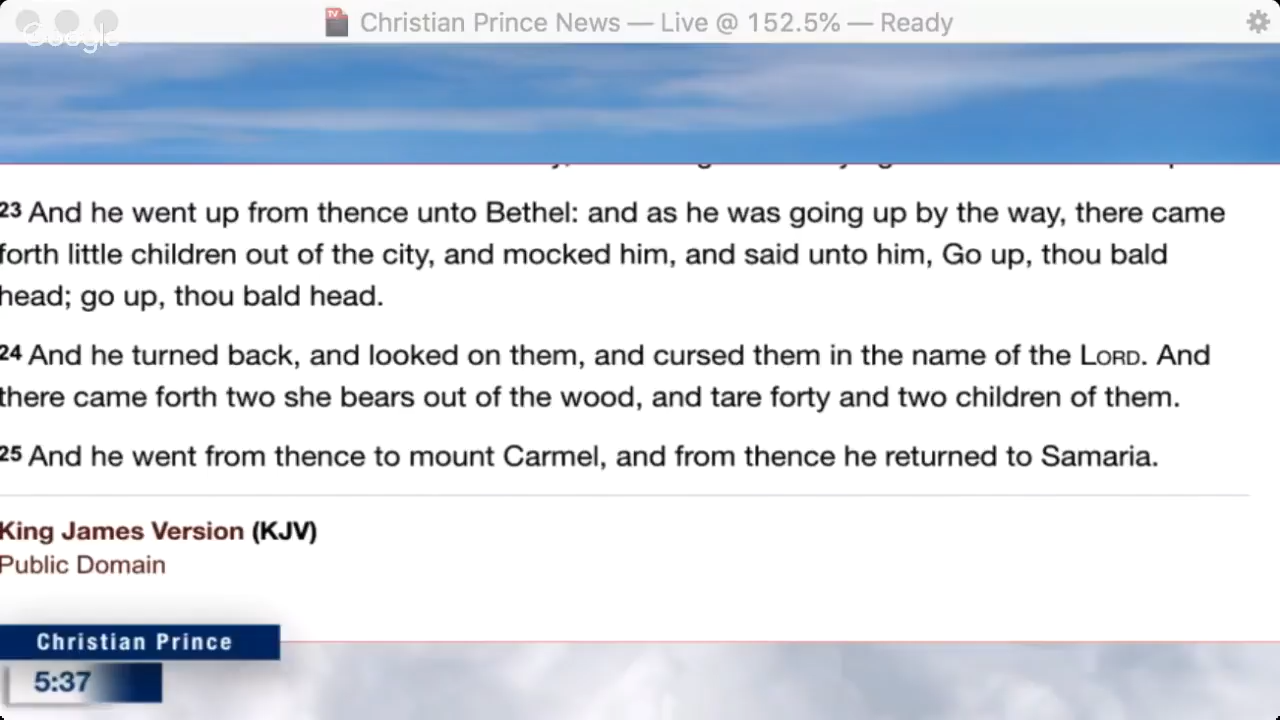 Google
Christian Prince News — Live @ 152.5% — Ready
23 And he went up from thence unto Bethel: and as he was going up by the way, there came
forth little children out of the city, and mocked him, and said unto him, Go up, thou bald
head; go up, thou bald head.
24 And he turned back, and looked on them, and cursed them in the name of the LORD. And
there came forth two she bears out of the wood, and tare forty and two children of them.
25 And he went from thence to mount Carmel, and from thence he returned to Samaria.
King James Version (KJV)
Public Domain
Christian Prince
5:37